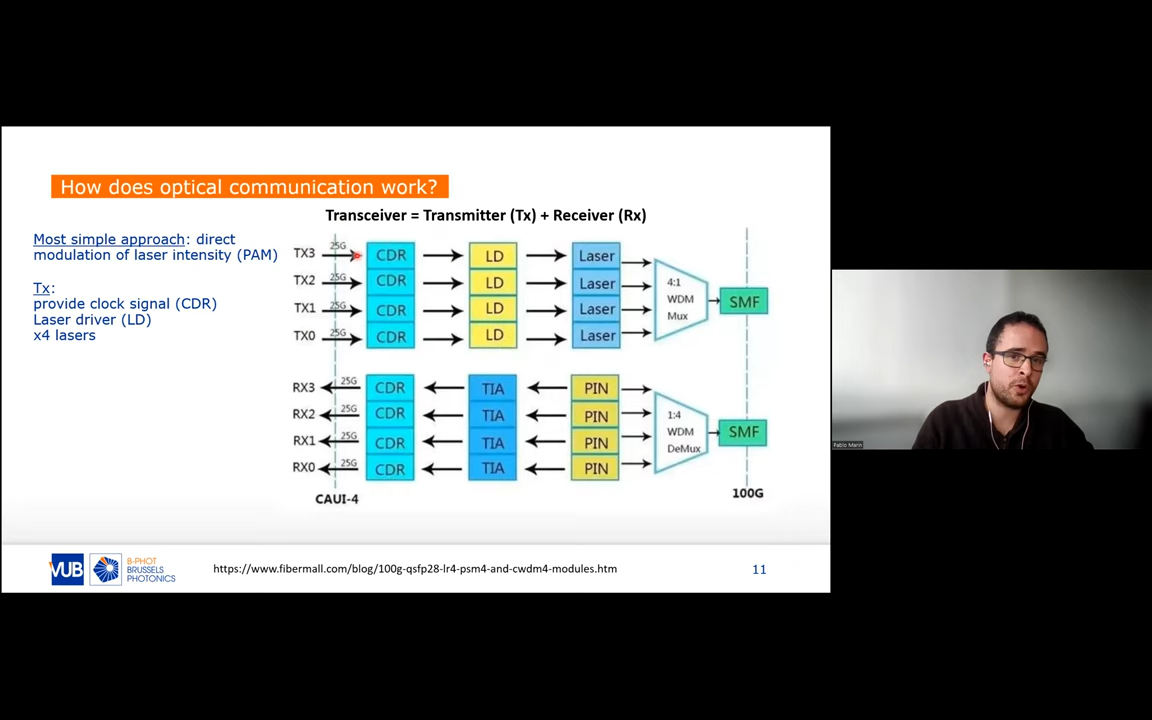 How does optical communication work?
Transceiver = Transmitter (Tx) + Receiver (Rx)
Most simple approach: direct
modulation of laser intensity (PAM)
Tx:
provide clock signal (CDR)
Laser driver (LD)
x4 lasers
TX3 25G CDR LD Laser
TX2 25G CDR LD Laser
TX1 25G CDR LD Laser
TX0 25G CDR LD Laser
4:1
WDM
Mux
SMF
RX3 25G CDR TIA PIN
RX2 25G CDR TIA PIN
RX1 25G CDR TIA PIN
RX0 25G CDR TIA PIN
1:4
WDM
DeMux
SMF
CAUI-4
100G
VUB
B-PHOT
BRUSSELS
PHOTONICS
https://www.fibermall.com/blog/100g-qsfp28-lr4-psm4-and-cwdm4-modules.htm
11
Pablo Marin